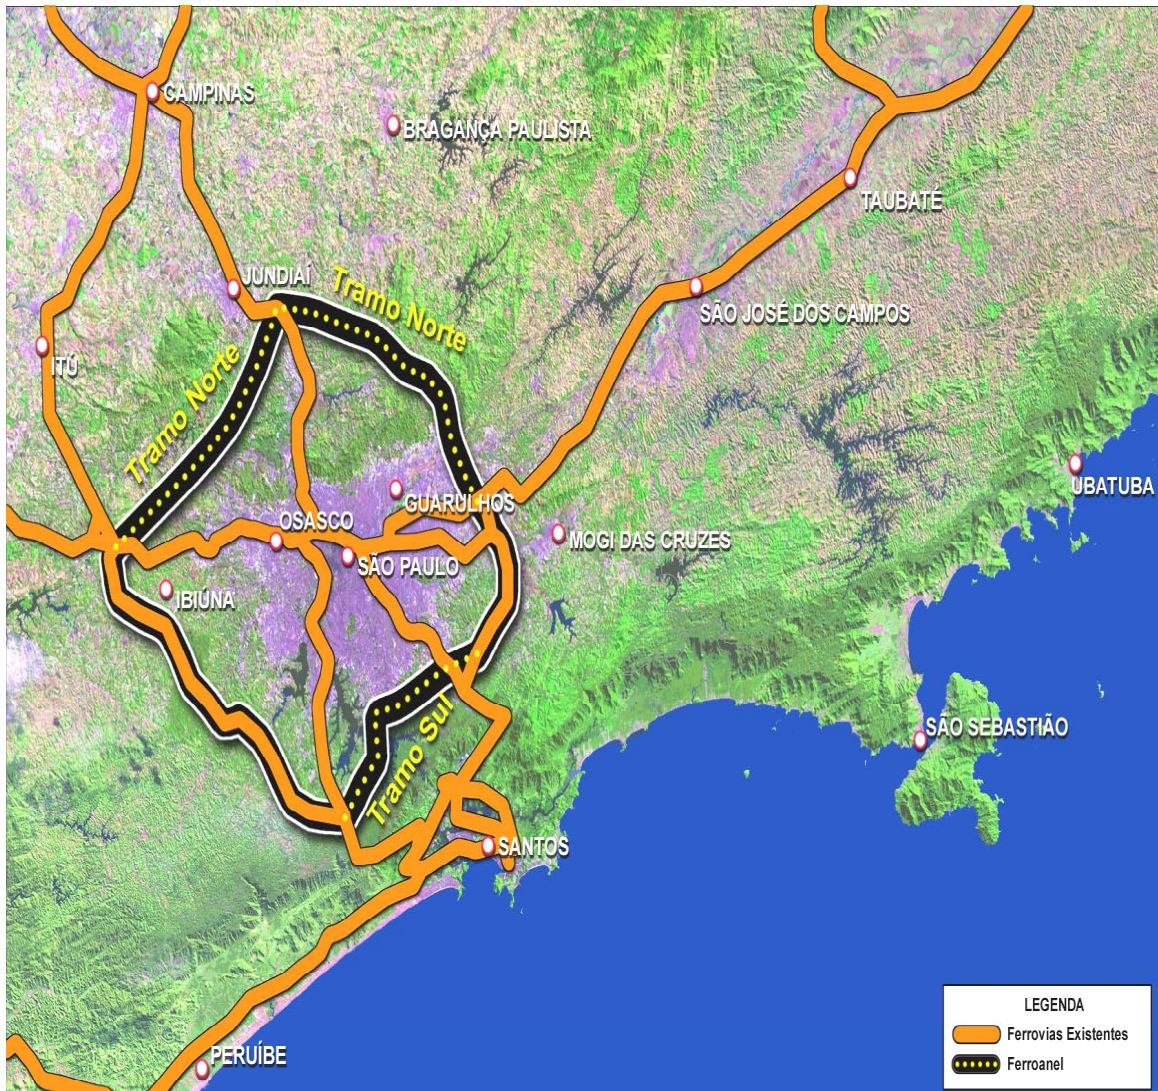 CAMPINAS
BRAGANÇA PAULISTA
TAUBATÉ
JUNDIAÍ
Tramo Norte
SÃO JOSÉ DOS CAMPOS
ITÚ
Tramo Norte
UBATUBA
GUARULHOS
OSASCO
MOGI DAS CRUZES
SÃO PAULO
IBIÚNA
Tramo Sul
SÃO SEBASTIÃO
SANTOS
PERUÍBE
LEGENDA
Ferrovias Existentes
Ferroanel